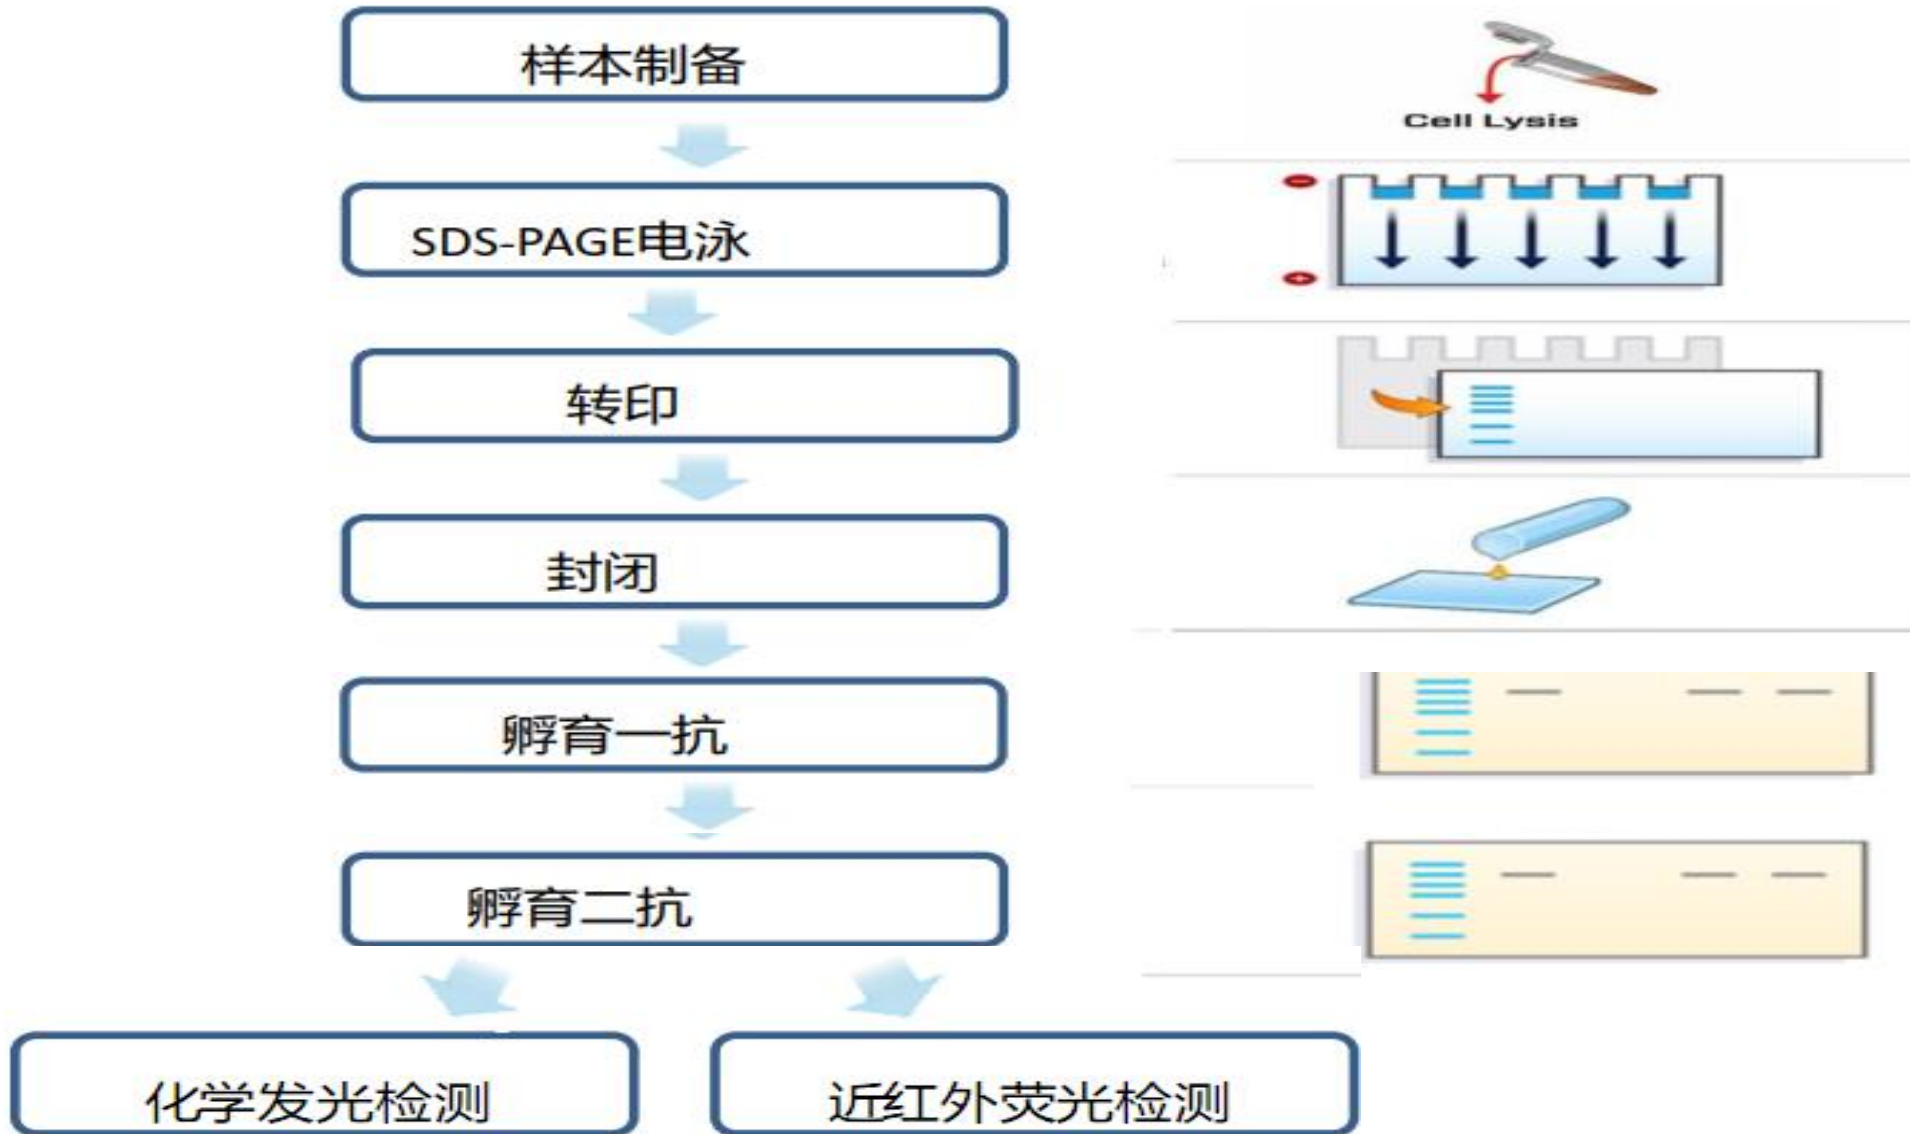 样本制备
Cell Lysis
SDS-PAGE电泳
转印
封闭
孵育一抗
孵育二抗
化学发光检测
近红外荧光检测